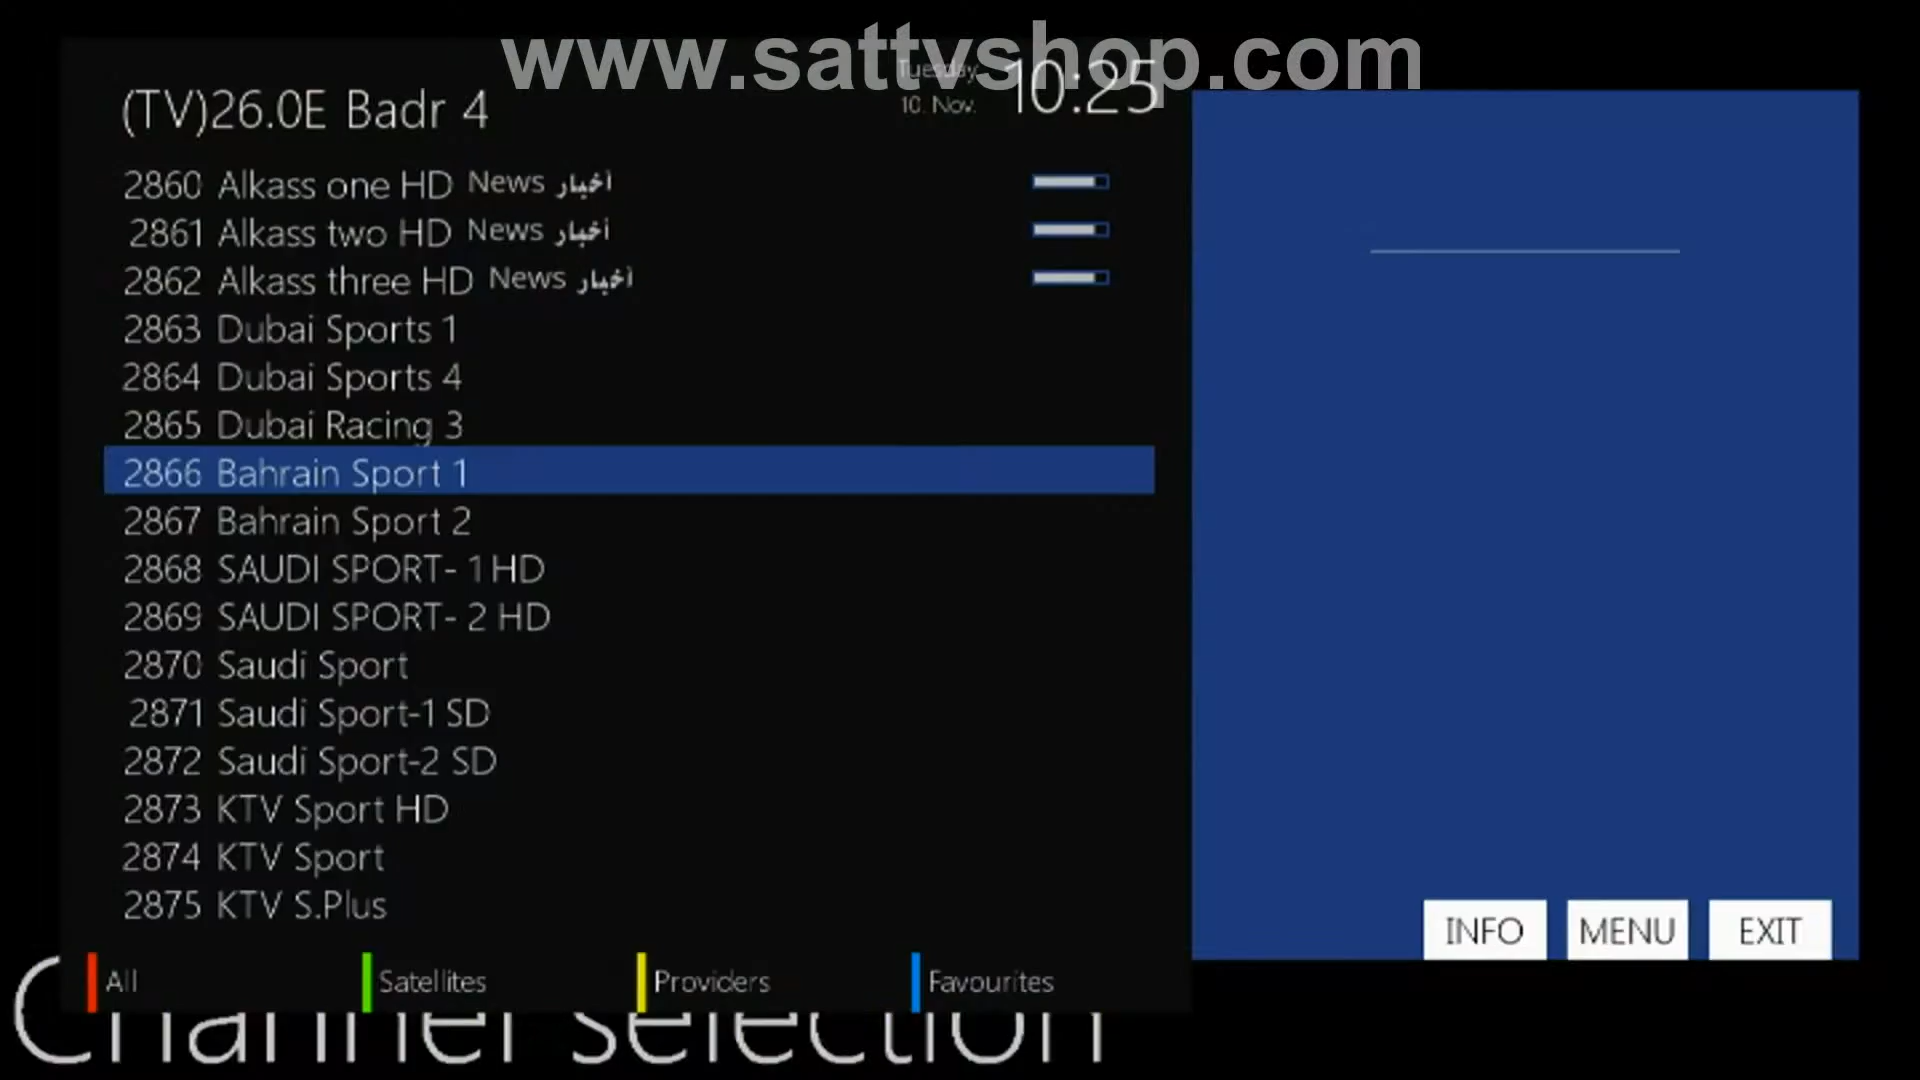 www.sattvshop.com
(TV)26.0E Badr 4
Tuesday
10. Nov.
10:25
2860 Alkass one HD News أخبار
2861 Alkass two HD News أخبار
2862 Alkass three HD News أخبار
2863 Dubai Sports 1
2864 Dubai Sports 4
2865 Dubai Racing 3
2866 Bahrain Sport 1
2867 Bahrain Sport 2
2868 SAUDI SPORT- 1 HD
2869 SAUDI SPORT- 2 HD
2870 Saudi Sport
2871 Saudi Sport-1 SD
2872 Saudi Sport-2 SD
2873 KTV Sport HD
2874 KTV Sport
2875 KTV S.Plus
INFO MENU EXIT
All Satellites Providers Favourites
Channel selection